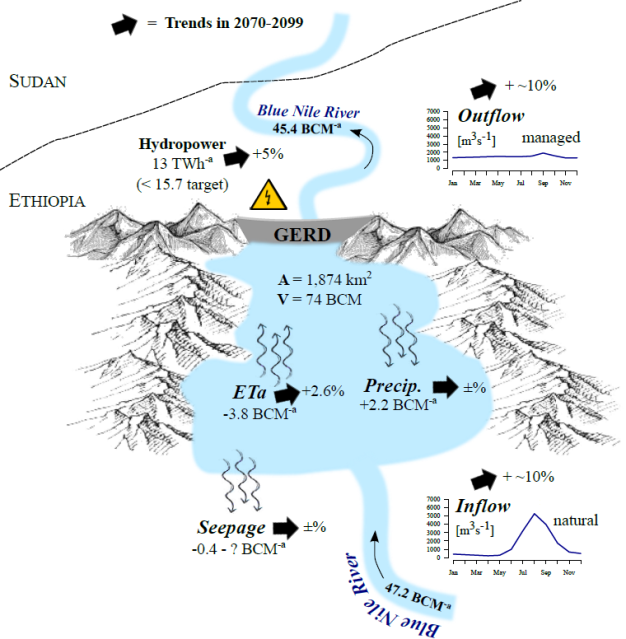 = Trends in 2070-2099
SUDAN
+ ~10%
Blue Nile River
45.4 BCM-a
Outflow
[m3s-1]
managed
7000
6000
5000
4000
3000
2000
1000
0
Jan Mar May Jul Sep Nov
Hydropower
13 TWh-a
+5%
(< 15.7 target)
ETHIOPIA
GERD
A = 1,874 km2
V = 74 BCM
ETa
+2.6%
-3.8 BCM-a
Precip.
±%
+2.2 BCM-a
+ ~10%
Inflow
[m3s-1]
natural
7000
6000
5000
4000
3000
2000
1000
0
Jan Mar May Jul Sep Nov
Seepage
±%
-0.4 - ? BCM-a
47.2 BCM-a
Blue Nile River